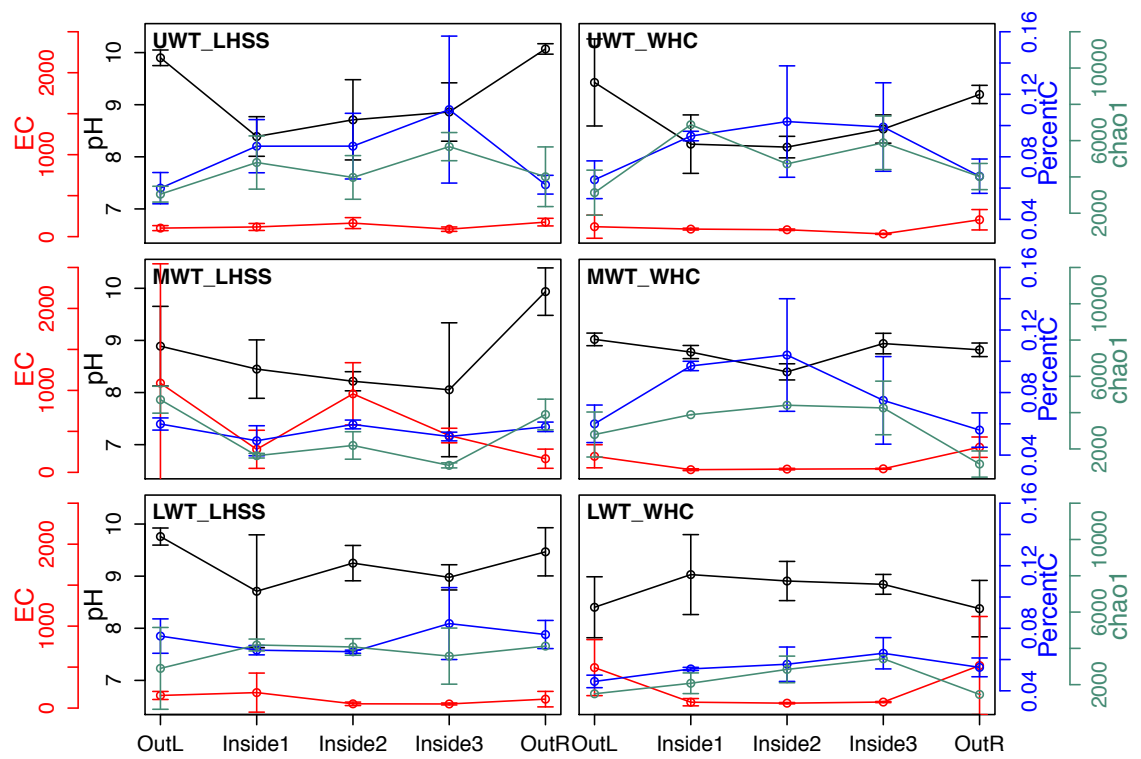 UWT_LHSS
UWT_WHC
EC
0 1000 2000
pH
7 8 9 10
PercentC
0.04 0.08 0.12 0.16
chao1
2000 6000 10000
MWT_LHSS
MWT_WHC
EC
0 1000 2000
pH
7 8 9 10
PercentC
0.04 0.08 0.12 0.16
chao1
2000 6000 10000
LWT_LHSS
LWT_WHC
EC
0 1000 2000
pH
7 8 9 10
PercentC
0.04 0.08 0.12 0.16
chao1
2000 6000 10000
OutL Inside1 Inside2 Inside3 OutR
OutL Inside1 Inside2 Inside3 OutR